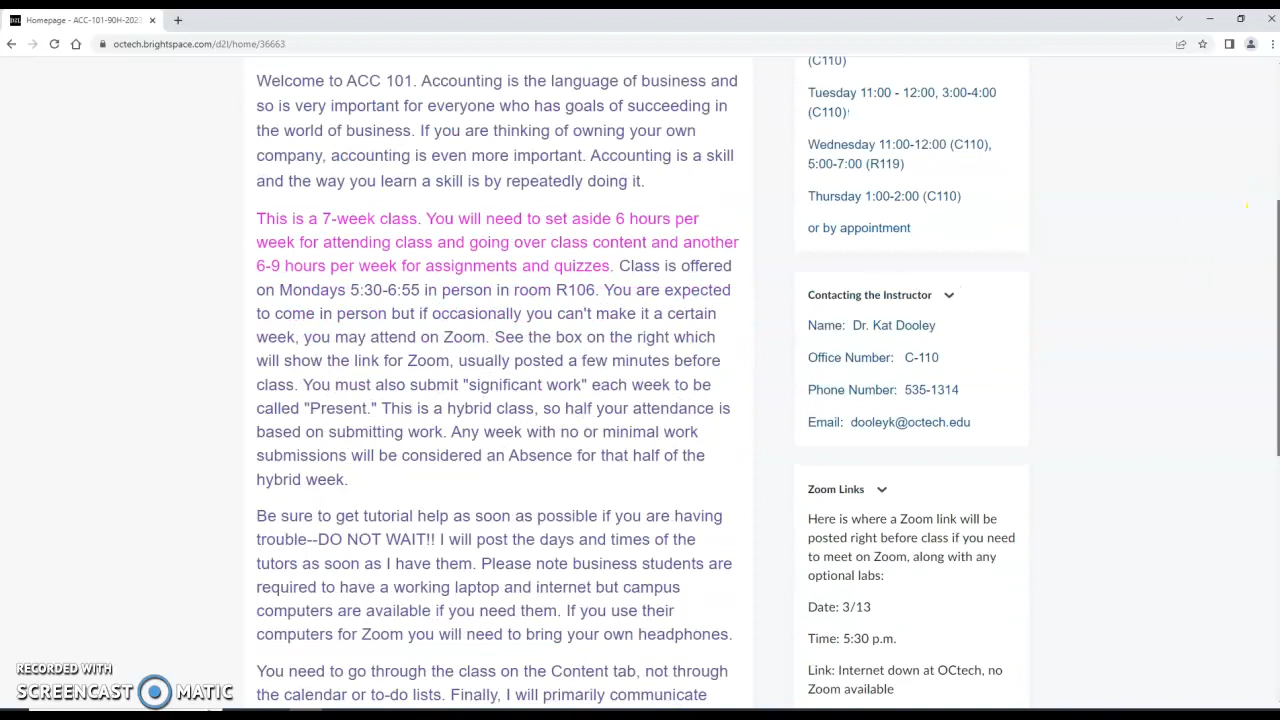 Homepage - ACC-101-90H-2023
octech.brightspace.com/d2l/home/36663
Welcome to ACC 101. Accounting is the language of business and
so is very important for everyone who has goals of succeeding in
the world of business. If you are thinking of owning your own
company, accounting is even more important. Accounting is a skill
and the way you learn a skill is by repeatedly doing it.
This is a 7-week class. You will need to set aside 6 hours per
week for attending class and going over class content and another
6-9 hours per week for assignments and quizzes. Class is offered
on Mondays 5:30-6:55 in person in room R106. You are expected
to come in person but if occasionally you can't make it a certain
week, you may attend on Zoom. See the box on the right which
will show the link for Zoom, usually posted a few minutes before
class. You must also submit "significant work" each week to be
called "Present." This is a hybrid class, so half your attendance is
based on submitting work. Any week with no or minimal work
submissions will be considered an Absence for that half of the
hybrid week.
Be sure to get tutorial help as soon as possible if you are having
trouble--DO NOT WAIT!! I will post the days and times of the
tutors as soon as I have them. Please note business students are
required to have a working laptop and internet but campus
computers are available if you need them. If you use their
computers for Zoom you will need to bring your own headphones.
You need to go through the class on the Content tab, not through
the calendar or to-do lists. Finally, I will primarily communicate
(C110)
Tuesday 11:00 - 12:00, 3:00-4:00
(C110)
Wednesday 11:00-12:00 (C110),
5:00-7:00 (R119)
Thursday 1:00-2:00 (C110)
or by appointment
Contacting the Instructor
Name: Dr. Kat Dooley
Office Number: C-110
Phone Number: 535-1314
Email: dooleyk@octech.edu
Zoom Links
Here is where a Zoom link will be
posted right before class if you need
to meet on Zoom, along with any
optional labs:
Date: 3/13
Time: 5:30 p.m.
Link: Internet down at OCtech, no
Zoom available
RECORDED WITH
SCREENCAST MATIC